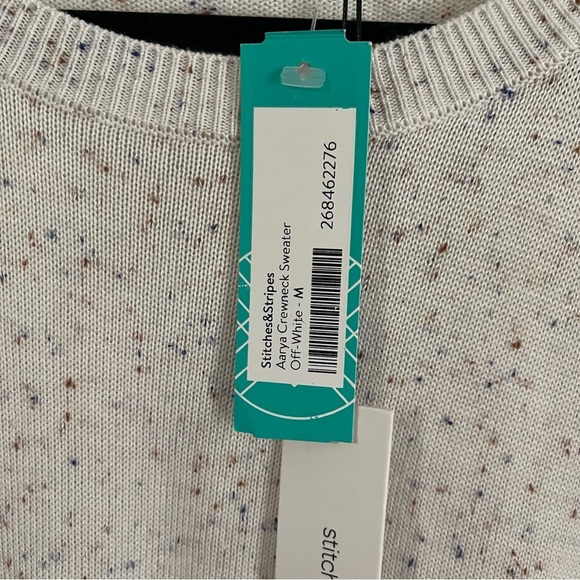 Stitches&Stripes
Aarya Crewneck Sweater
Off-White - M
268462276
stitch